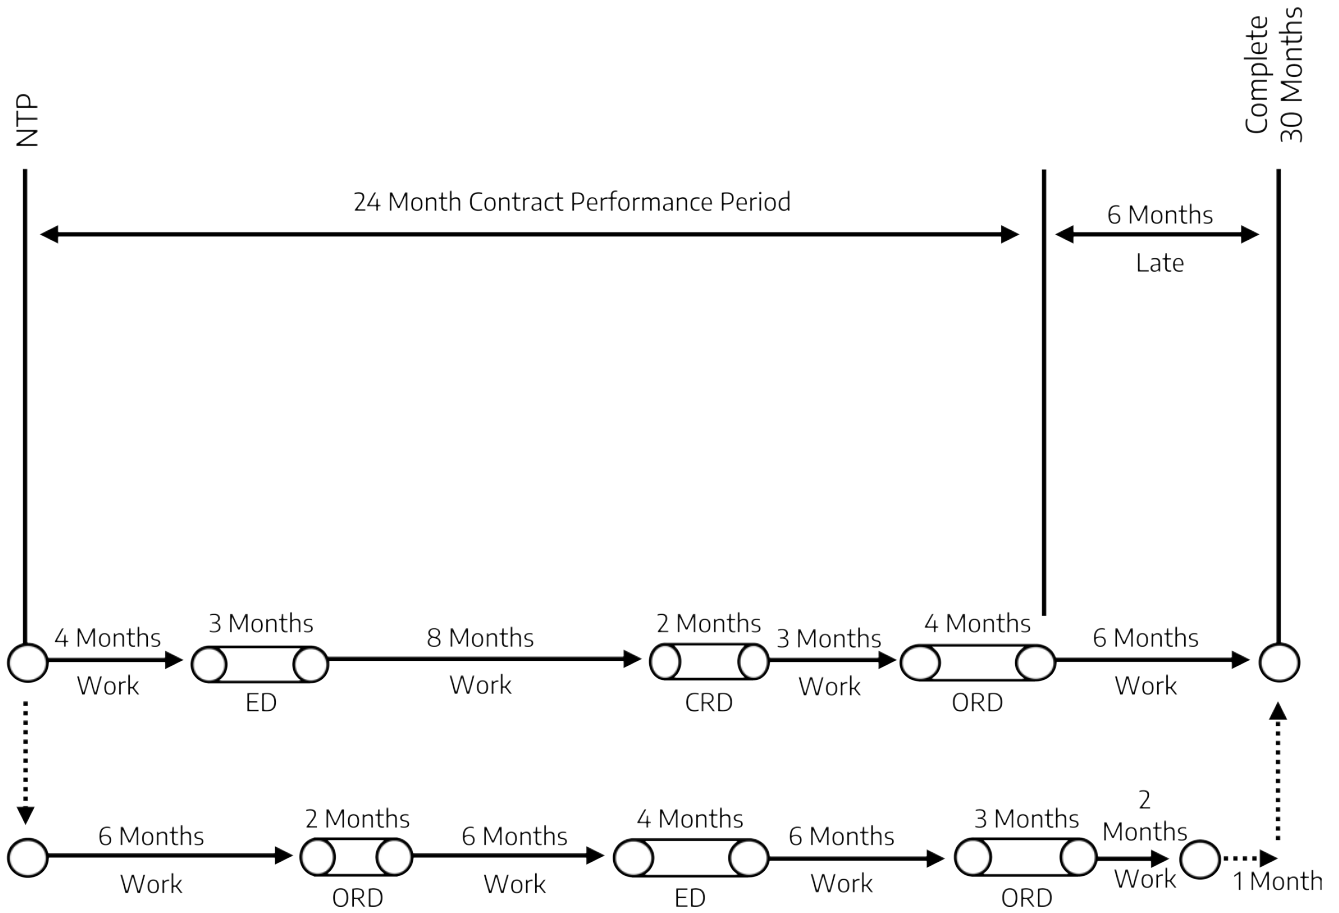 NTP
Complete
30 Months
24 Month Contract Performance Period
6 Months
Late
4 Months
Work
3 Months
ED
8 Months
Work
2 Months
CRD
3 Months
Work
4 Months
ORD
6 Months
Work
6 Months
Work
2 Months
ORD
6 Months
Work
4 Months
ED
6 Months
Work
3 Months
ORD
2
Months
Work
1 Month